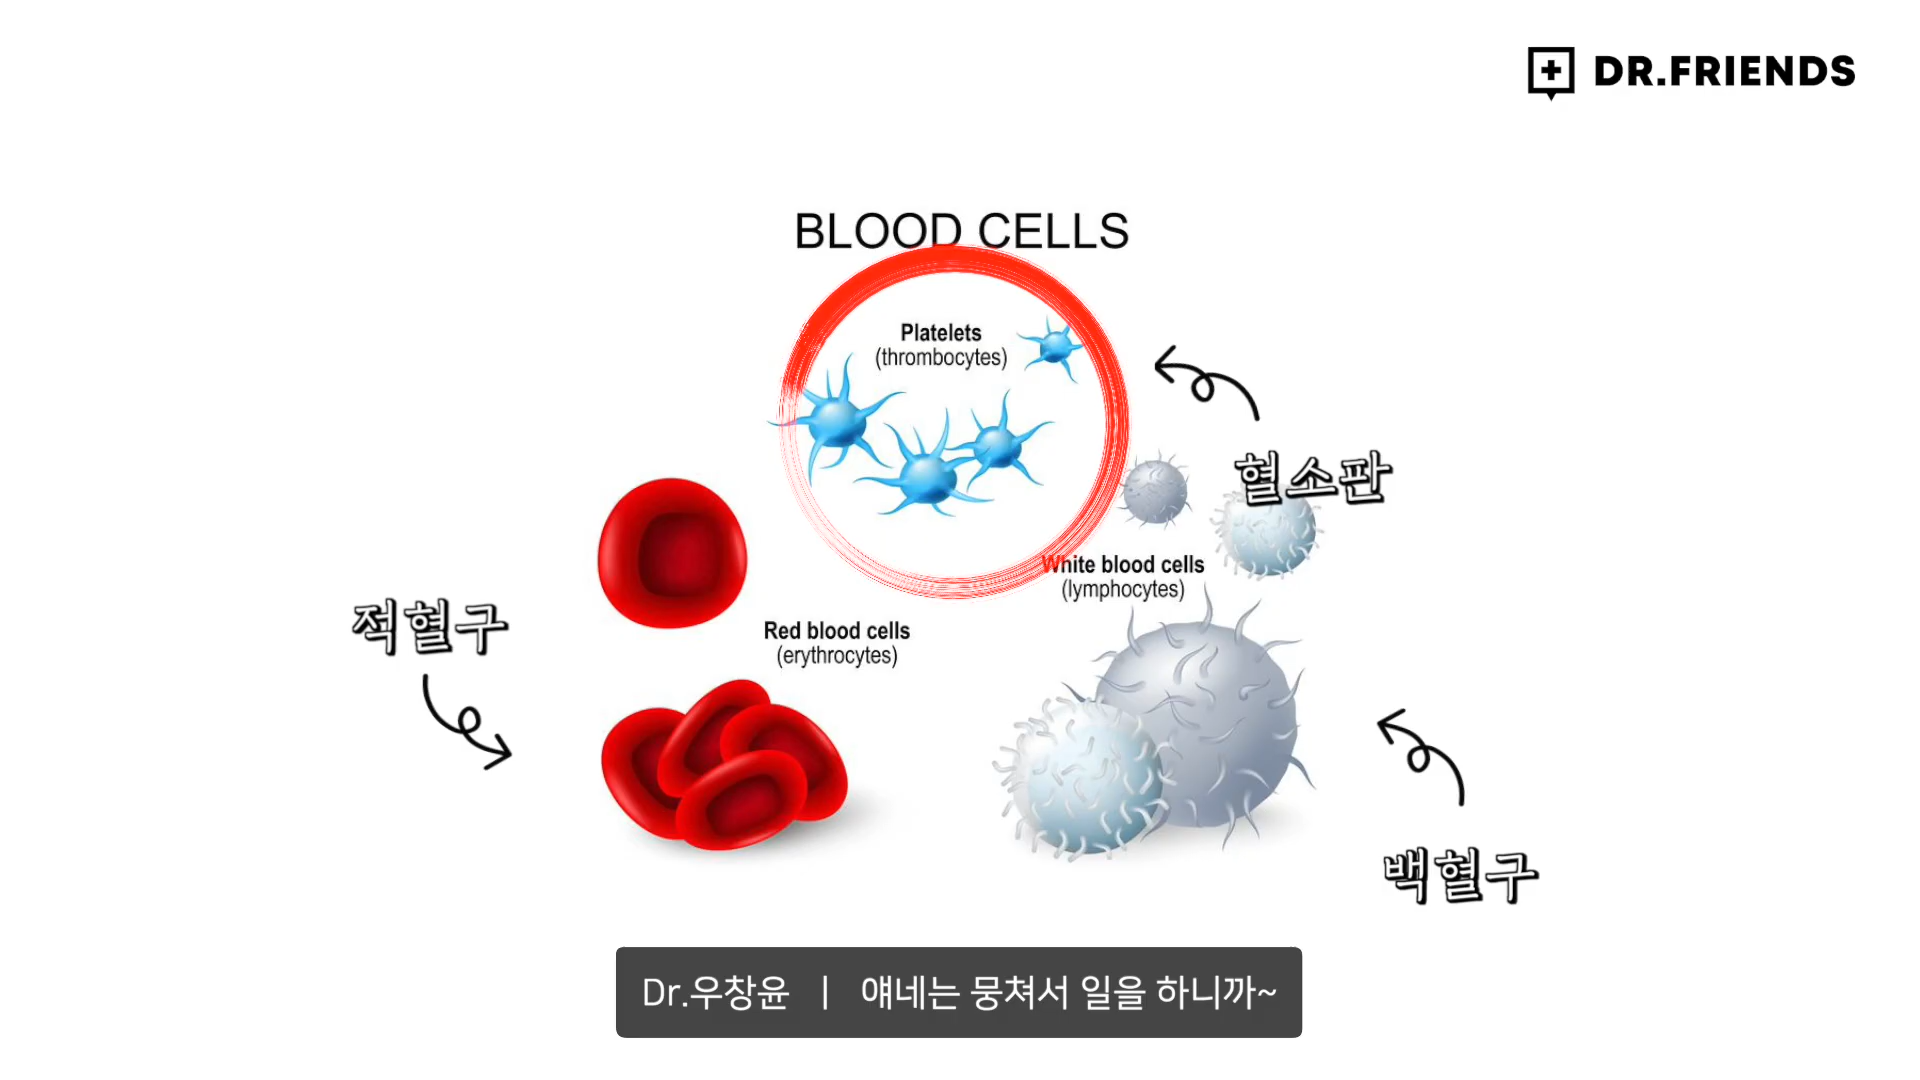 DR.FRIENDS
BLOOD CELLS
Platelets
(thrombocytes)
혈소판
White blood cells
(lymphocytes)
적혈구
Red blood cells
(erythrocytes)
백혈구
Dr.우창윤 | 얘네는 뭉쳐서 일을 하니까~